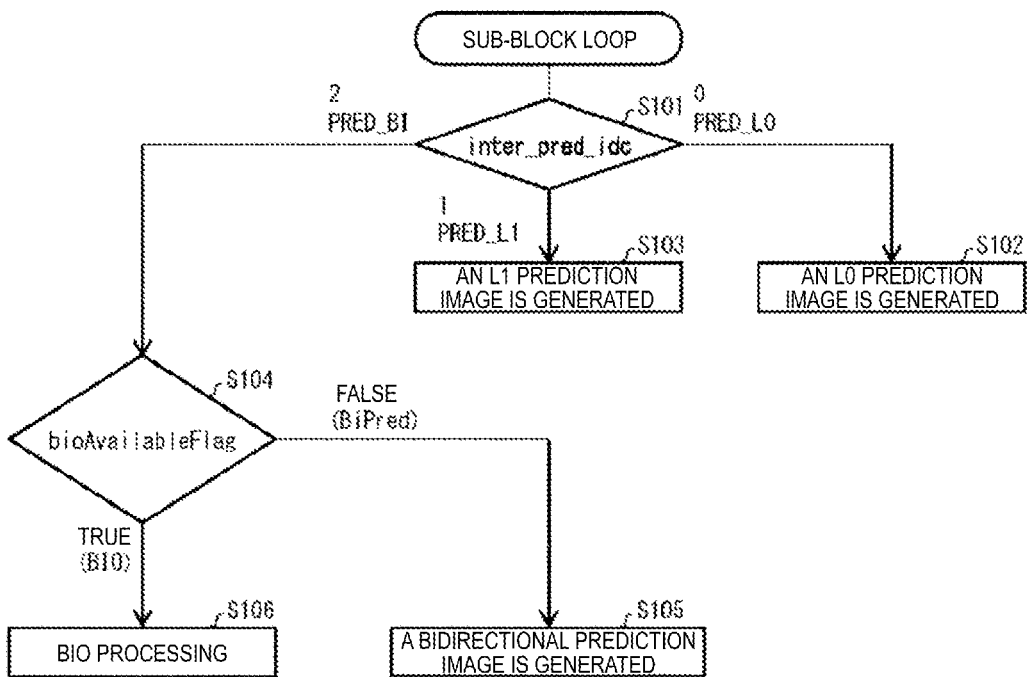 SUB-BLOCK LOOP
2
PRED_BI
S101
0
PRED_L0
inter_pred_idc
1
PRED_L1
S103
AN L1 PREDICTION
IMAGE IS GENERATED
S102
AN L0 PREDICTION
IMAGE IS GENERATED
S104
bioAvailableFlag
FALSE
(BiPred)
TRUE
(BIO)
S106
BIO PROCESSING
S105
A BIDIRECTIONAL PREDICTION
IMAGE IS GENERATED